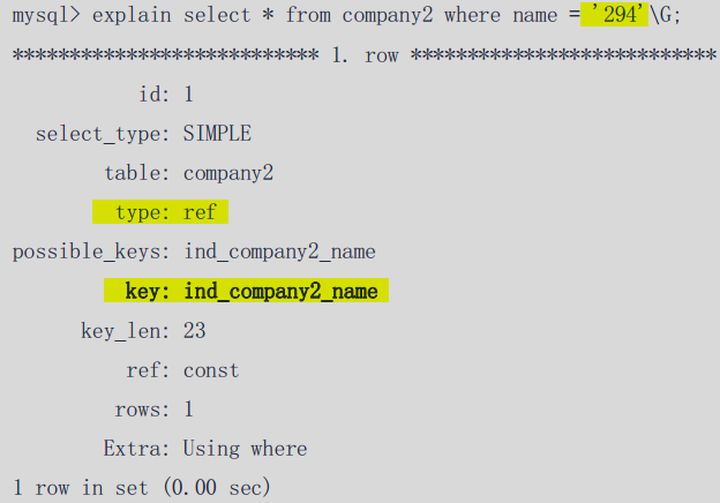 mysql> explain select * from company2 where name = '294'\G;
*************************** 1. row ***************************
id: 1
select_type: SIMPLE
table: company2
type: ref
possible_keys: ind_company2_name
key: ind_company2_name
key_len: 23
ref: const
rows: 1
Extra: Using where
1 row in set (0.00 sec)